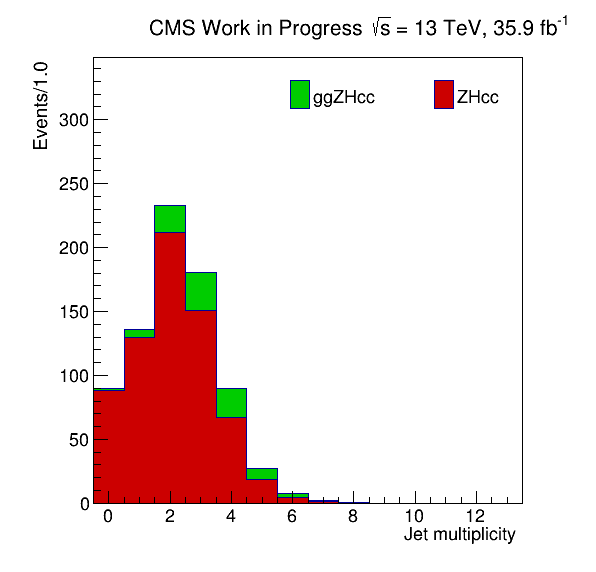 CMS Work in Progress √s = 13 TeV, 35.9 fb⁻¹
Events/1.0
ggZHcc
ZHcc
300
250
200
150
100
50
0
0 2 4 6 8 10 12
Jet multiplicity